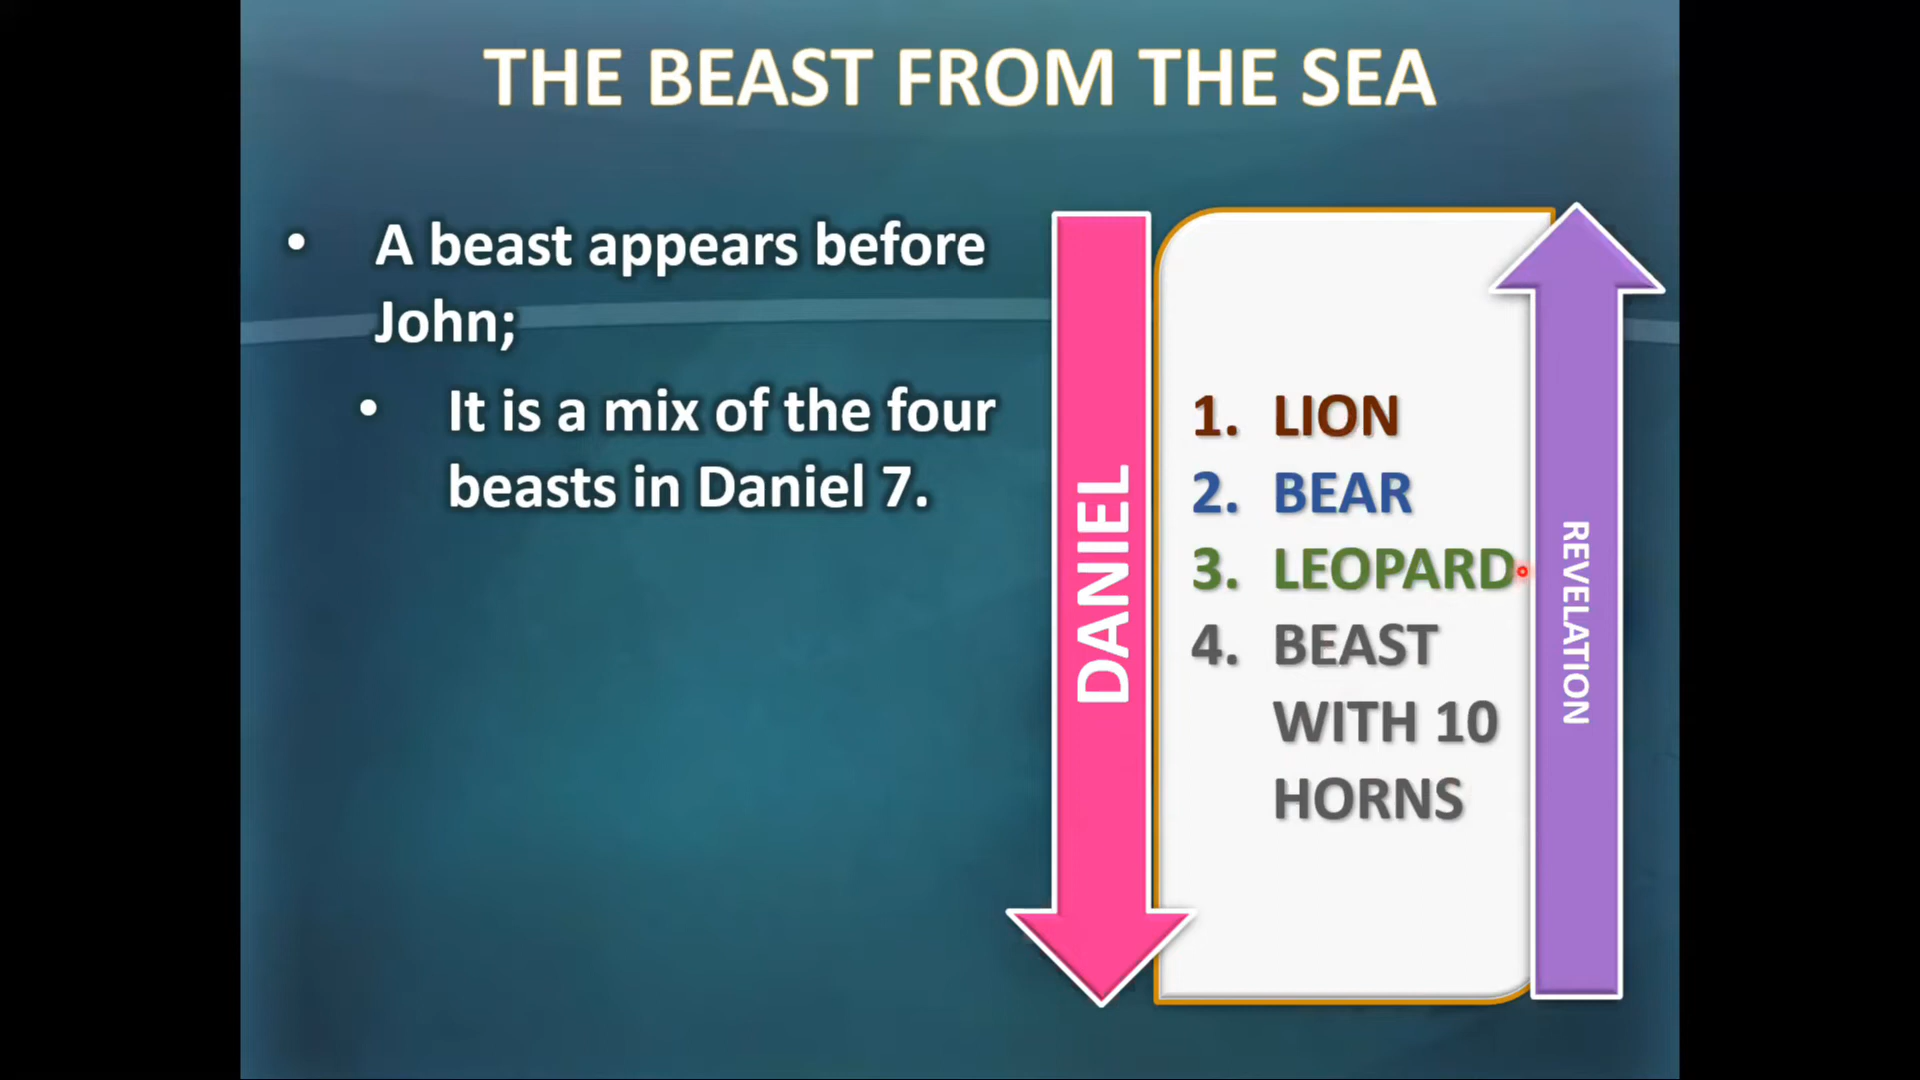 THE BEAST FROM THE SEA
• A beast appears before
John;
• It is a mix of the four
beasts in Daniel 7.
DANIEL
1. LION
2. BEAR
3. LEOPARD
4. BEAST
WITH 10
HORNS
REVELATION